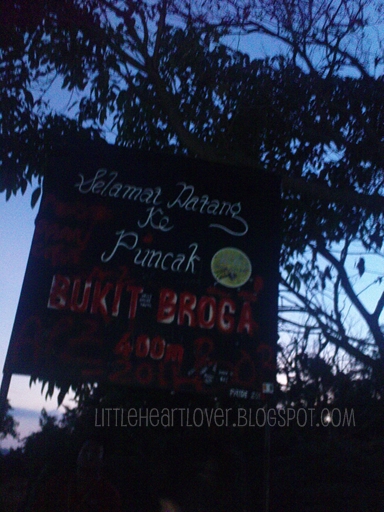 Selamat Datang
Ke
Puncak
BUKIT BROGA
400m
LITTLEHEARTLOVER.BLOGSPOT.COM